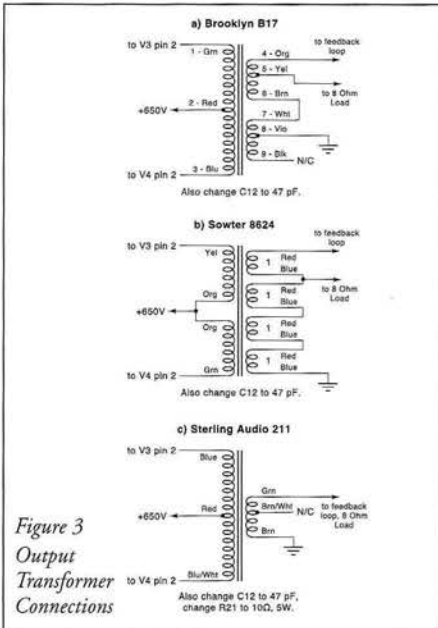 a) Brooklyn B17
to V3 pin 2
1 - Grn
4 - Org
to feedback
loop
5 - Yel
to 8 Ohm
Load
2 - Red
+650V
6 - Brn
7 - Wht
8 - Vio
9 - Blk
N/C
3 - Blu
to V4 pin 2
Also change C12 to 47 pF.
b) Sowter 8624
to V3 pin 2
Yel
to feedback
loop
1 Red
Blue
to 8 Ohm
Load
Org
1 Red
Blue
+650V
Org
1 Red
Blue
1 Red
Blue
Grn
to V4 pin 2
Also change C12 to 47 pF.
c) Sterling Audio 211
to V3 pin 2
Blue
Grn
to feedback
loop, 8 Ohm
Load
Brn/Wht
N/C
Red
+650V
Brn
Blu/Wht
to V4 pin 2
Also change C12 to 47 pF,
change R21 to 10Ω, 5W.
Figure 3
Output
Transformer
Connections